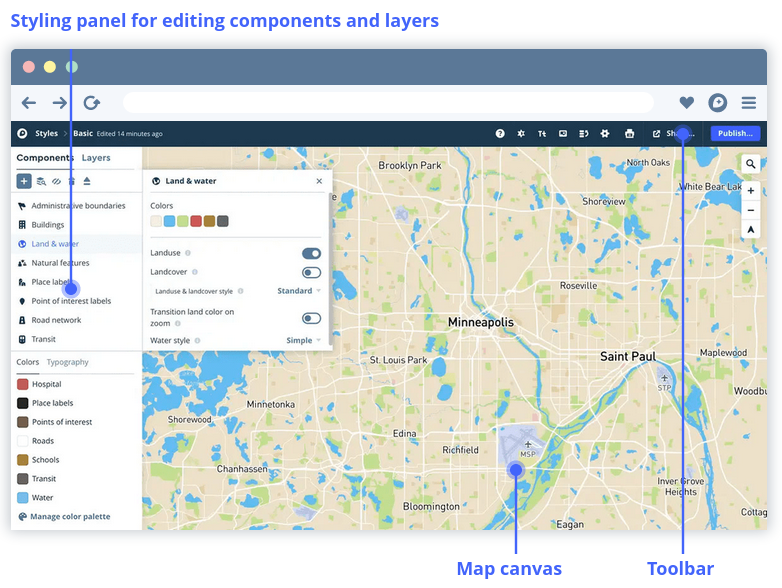 Styling panel for editing components and layers
Styles > Basic Edited 14 minutes ago
? Tt Publish...
Components Layers
Administrative boundaries
Buildings
Land & water
Natural features
Place labels
Point of interest labels
Road network
Transit
Colors Typography
Hospital
Place labels
Points of interest
Roads
Schools
Transit
Water
Manage color palette
Land & water
Colors
Landuse
Landcover
Landuse & landcover style Standard
Transition land color on
zoom
Water style Simple
Brooklyn Park
North Oaks
White Bear Lak
Shoreview
Roseville
Minneapolis
Saint Paul
Maplewood
St. Louis Park
STP
Woodbu
Minnetonka
Shorewood
Edina
Richfield
MSP
Chanhassen
Inver Grove
Heights
Bloomington
Cottag
Eagan
Map canvas
Toolbar